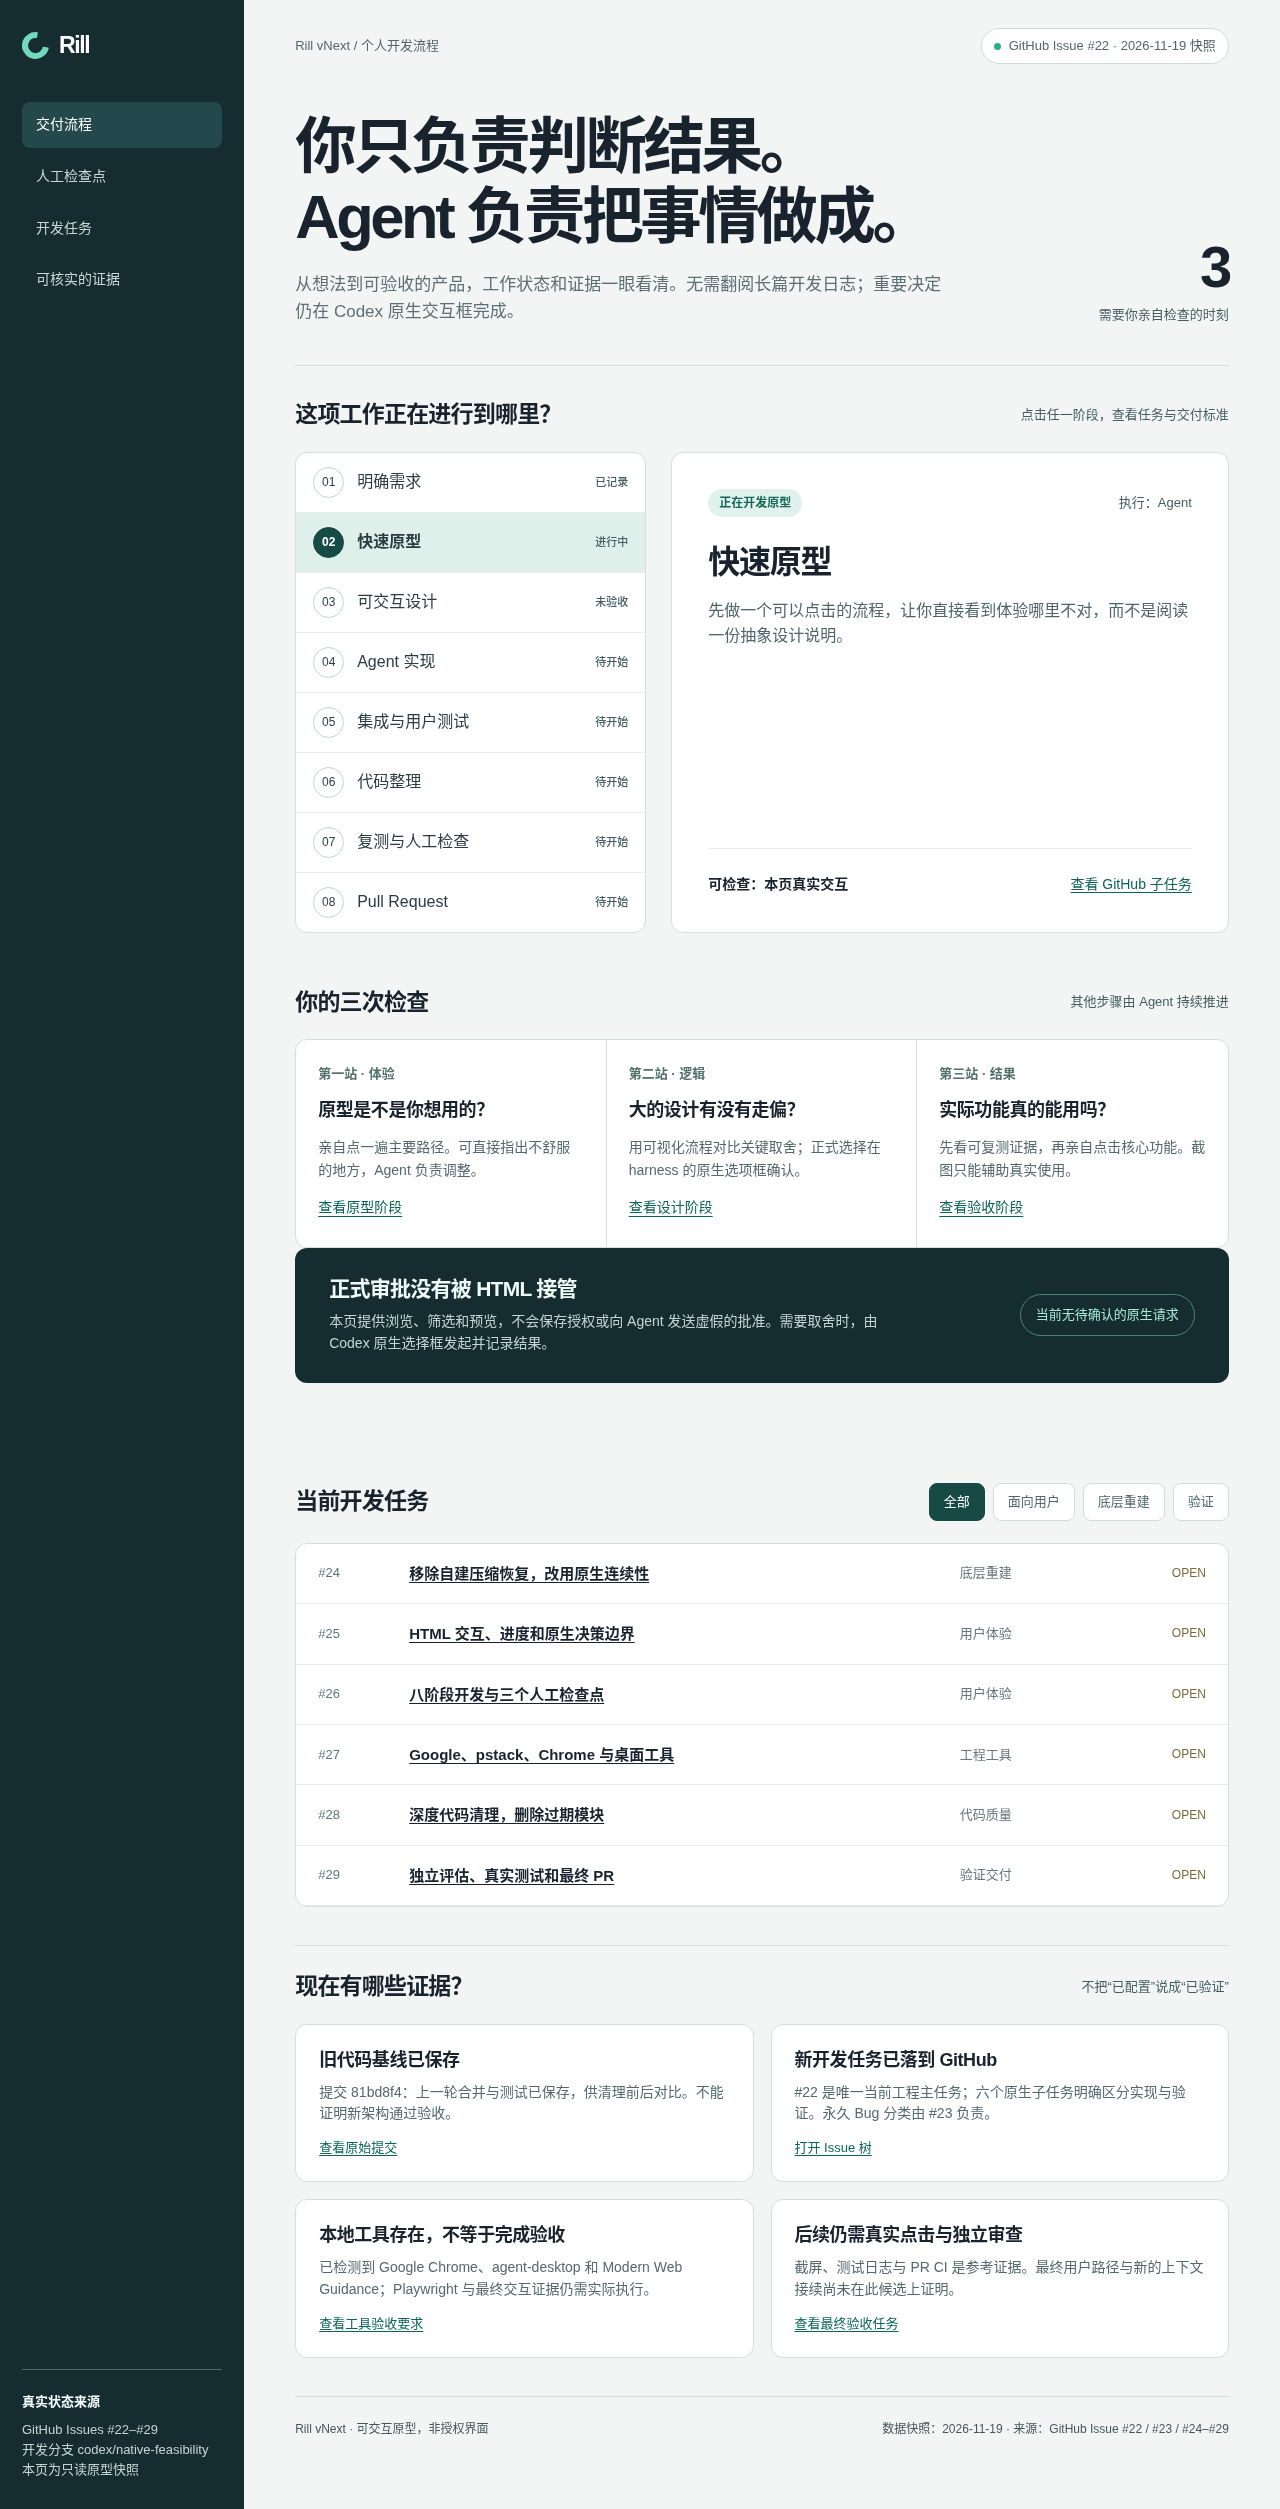 Rill
交付流程
人工检查点
开发任务
可核实的证据
真实状态来源
GitHub Issues #22–#29
开发分支 codex/native-feasibility
本页为只读原型快照
Rill vNext / 个人开发流程
GitHub Issue #22 · 2026-11-19 快照
你只负责判断结果。
Agent 负责把事情做成。
从想法到可验收的产品，工作状态和证据一眼看清。无需翻阅长篇开发日志；重要决定
仍在 Codex 原生交互框完成。
3
需要你亲自检查的时刻
这项工作正在进行到哪里？
点击任一阶段，查看任务与交付标准
01 明确需求 已记录
02 快速原型 进行中
03 可交互设计 未验收
04 Agent 实现 待开始
05 集成与用户测试 待开始
06 代码整理 待开始
07 复测与人工检查 待开始
08 Pull Request 待开始
正在开发原型
执行：Agent
快速原型
先做一个可以点击的流程，让你直接看到体验哪里不对，而不是阅读
一份抽象设计说明。
可检查：本页真实交互
查看 GitHub 子任务
你的三次检查
其他步骤由 Agent 持续推进
第一站 · 体验
原型是不是你想用的？
亲自点一遍主要路径。可直接指出不舒服
的地方，Agent 负责调整。
查看原型阶段
第二站 · 逻辑
大的设计有没有走偏？
用可视化流程对比关键取舍；正式选择在
harness 的原生选项框确认。
查看设计阶段
第三站 · 结果
实际功能真的能用吗？
先看可复测证据，再亲自点击核心功能。截
图只能辅助真实使用。
查看验收阶段
正式审批没有被 HTML 接管
本页提供浏览、筛选和预览，不会保存授权或向 Agent 发送虚假的批准。需要取舍时，由
Codex 原生选择框发起并记录结果。
当前无待确认的原生请求
当前开发任务
全部
面向用户
底层重建
验证
#24 移除自建压缩恢复，改用原生连续性 底层重建 OPEN
#25 HTML 交互、进度和原生决策边界 用户体验 OPEN
#26 八阶段开发与三个人工检查点 用户体验 OPEN
#27 Google、pstack、Chrome 与桌面工具 工程工具 OPEN
#28 深度代码清理，删除过期模块 代码质量 OPEN
#29 独立评估、真实测试和最终 PR 验证交付 OPEN
现在有哪些证据？
不把“已配置”说成“已验证”
旧代码基线已保存
提交 81bd8f4：上一轮合并与测试已保存，供清理前后对比。不能
证明新架构通过验收。
查看原始提交
新开发任务已落到 GitHub
#22 是唯一当前工程主任务；六个原生子任务明确区分实现与验
证。永久 Bug 分类由 #23 负责。
打开 Issue 树
本地工具存在，不等于完成验收
已检测到 Google Chrome、agent-desktop 和 Modern Web
Guidance；Playwright 与最终交互证据仍需实际执行。
查看工具验收要求
后续仍需真实点击与独立审查
截屏、测试日志与 PR CI 是参考证据。最终用户路径与新的上下文
接续尚未在此候选上证明。
查看最终验收任务
Rill vNext · 可交互原型，非授权界面
数据快照：2026-11-19 · 来源：GitHub Issue #22 / #23 / #24–#29